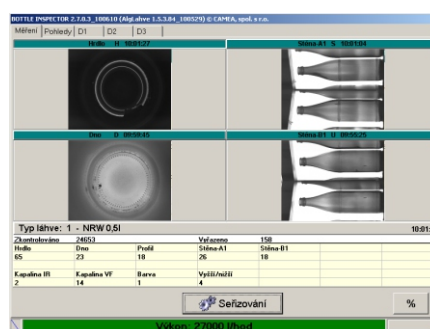 BOTTLE INSPECTOR 2.7.0.3_100610 (AlgLahve 1.5.3.84_100529) © CAMEA, spol. s r.o.
Měření Pohledy D1 D2 D3
Hrdlo H 10:01:27 Stěna-A1 S 10:01:04
Dno D 09:59:45 Stěna-B1 U 09:59:26
Typ láhve: 1 - NRW 0,5l 10:01:
Zkontrolováno 24653 Vyřazeno 158
Hrdlo Dno Profil Stěna-A1 Stěna-B1
65 23 18 26 18
Kapalina IR Kapalina VF Barva Vyšší/nižší
2 14 1 4
Seřizování %
Výkon: 27000 l/hod